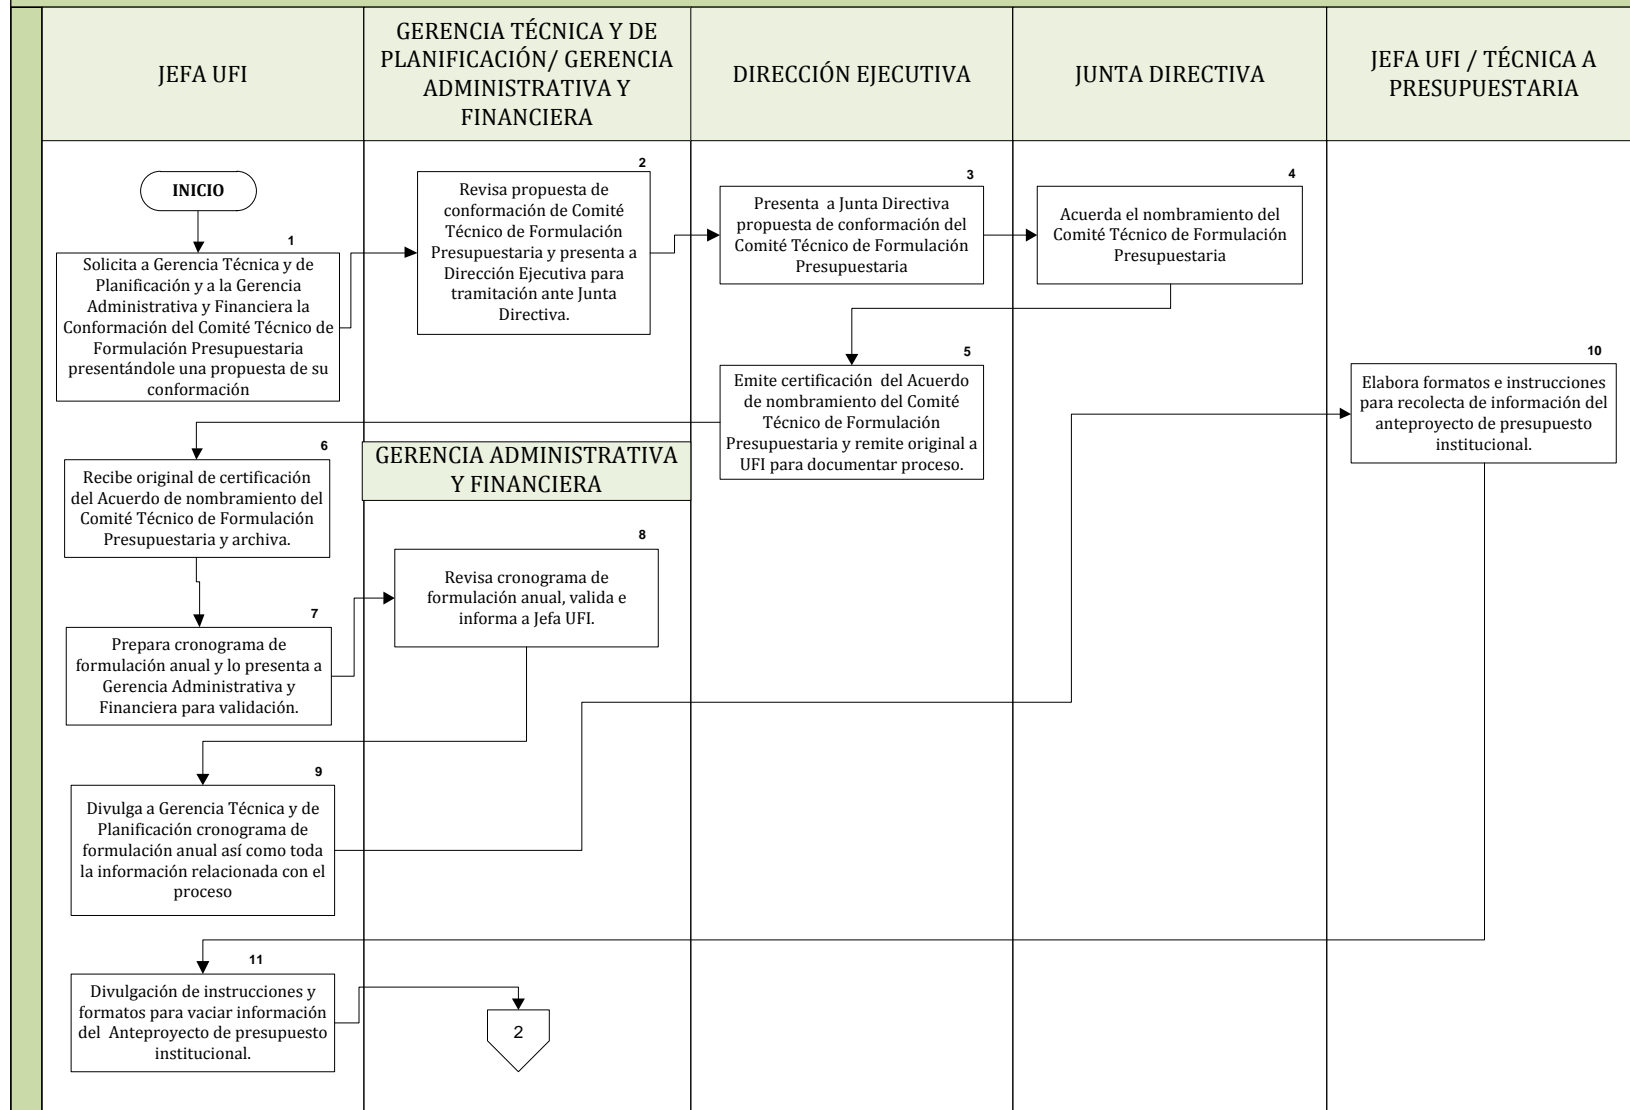 JEFA UFI
GERENCIA TÉCNICA Y DE
PLANIFICACIÓN/ GERENCIA
ADMINISTRATIVA Y
FINANCIERA
DIRECCIÓN EJECUTIVA
JUNTA DIRECTIVA
JEFA UFI / TÉCNICA A
PRESUPUESTARIA
INICIO
1
Solicita a Gerencia Técnica y de
Planificación y a la Gerencia
Administrativa y Financiera la
Conformación del Comité Técnico de
Formulación Presupuestaria
presentándole una propuesta de su
conformación
2
Revisa propuesta de
conformación de Comité
Técnico de Formulación
Presupuestaria y presenta a
Dirección Ejecutiva para
tramitación ante Junta
Directiva.
3
Presenta a Junta Directiva
propuesta de conformación del
Comité Técnico de Formulación
Presupuestaria
4
Acuerda el nombramiento del
Comité Técnico de Formulación
Presupuestaria
5
Emite certificación del Acuerdo
de nombramiento del Comité
Técnico de Formulación
Presupuestaria y remite original a
UFI para documentar proceso.
6
Recibe original de certificación
del Acuerdo de nombramiento del
Comité Técnico de Formulación
Presupuestaria y archiva.
GERENCIA ADMINISTRATIVA
Y FINANCIERA
7
Prepara cronograma de
formulación anual y lo presenta a
Gerencia Administrativa y
Financiera para validación.
8
Revisa cronograma de
formulación anual, valida e
informa a Jefa UFI.
9
Divulga a Gerencia Técnica y de
Planificación cronograma de
formulación anual así como toda
la información relacionada con el
proceso
10
Elabora formatos e instrucciones
para recolecta de información del
anteproyecto de presupuesto
institucional.
11
Divulgación de instrucciones y
formatos para vaciar información
del Anteproyecto de presupuesto
institucional.
2